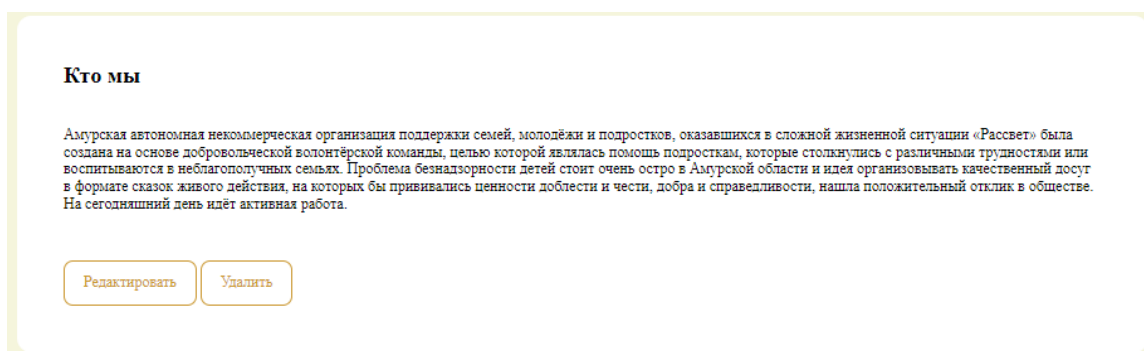 Кто мы
Амурская автономная некоммерческая организация поддержки семей, молодёжи и подростков, оказавшихся в сложной жизненной ситуации «Рассвет» была
создана на основе добровольческой волонтёрской команды, целью которой являлась помощь подросткам, которые столкнулись с различными трудностями или
воспитываются в неблагополучных семьях. Проблема безнадзорности детей стоит очень остро в Амурской области и идея организовывать качественный досуг
в формате сказок живого действия, на которых бы прививались ценности доблести и чести, добра и справедливости, нашла положительный отклик в обществе.
На сегодняшний день идёт активная работа.
Редактировать Удалить